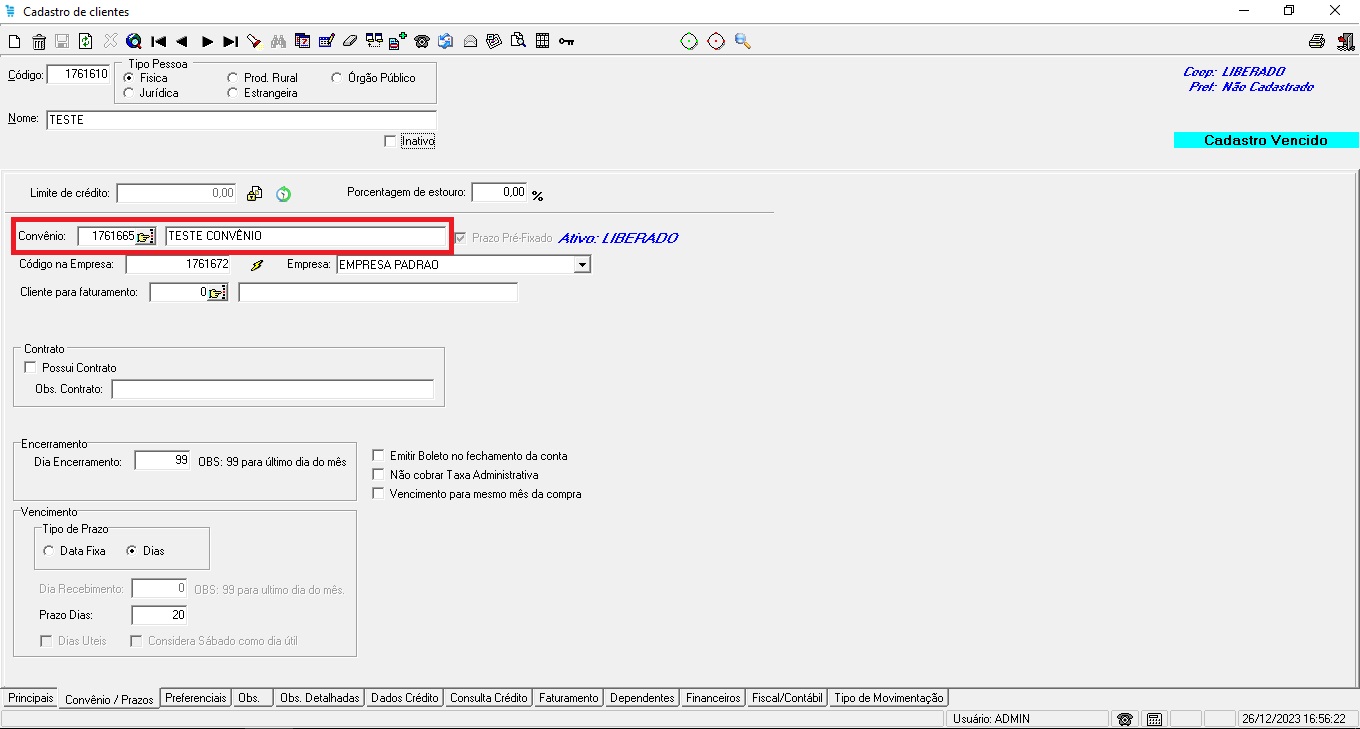 Cadastro de clientes
Código: 1761610
Tipo Pessoa
Física
Prod. Rural
Órgão Público
Jurídica
Estrangeira
Coop: LIBERADO
Pref: Não Cadastrado
Nome: TESTE
Inativo
Cadastro Vencido
Limite de crédito: 0,00
Porcentagem de estouro: 0,00 %
Convênio: 1761665 TESTE CONVÊNIO
Prazo Pré-Fixado Ativo: LIBERADO
Código na Empresa: 1761672
Empresa: EMPRESA PADRAO
Cliente para faturamento: 0
Contrato
Possui Contrato
Obs. Contrato:
Encerramento
Dia Encerramento: 99 OBS: 99 para último dia do mês
Emitir Boleto no fechamento da conta
Não cobrar Taxa Administrativa
Vencimento para mesmo mês da compra
Vencimento
Tipo de Prazo
Data Fixa
Dias
Dia Recebimento: 0 OBS: 99 para ultimo dia do mês.
Prazo Dias: 20
Dias Uteis
Considera Sábado como dia útil
Principais
Convênio / Prazos
Preferenciais
Obs.
Obs. Detalhadas
Dados Crédito
Consulta Crédito
Faturamento
Dependentes
Financeiros
Fiscal/Contábil
Tipo de Movimentação
Usuário: ADMIN
26/12/2023 16:56:22